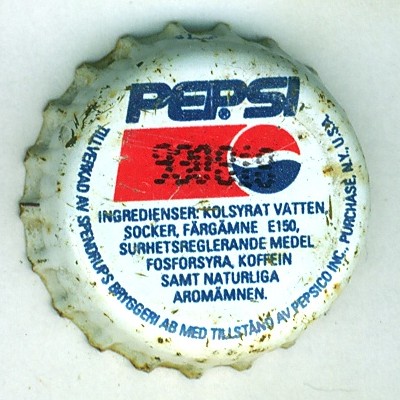 PEPSI
INGREDIENSER: KOLSYRAT VATTEN,
SOCKER, FÄRGÄMNE E150,
SURHETSREGLERANDE MEDEL
FOSFORSYRA, KOFFEIN
SAMT NATURLIGA
AROMÄMNEN.
TILLVERKAD AV SPENDRUPS BRYGGERI AB MED TILLSTÅND AV PEPSICO INC. PURCHASE, N.Y., U.S.A.